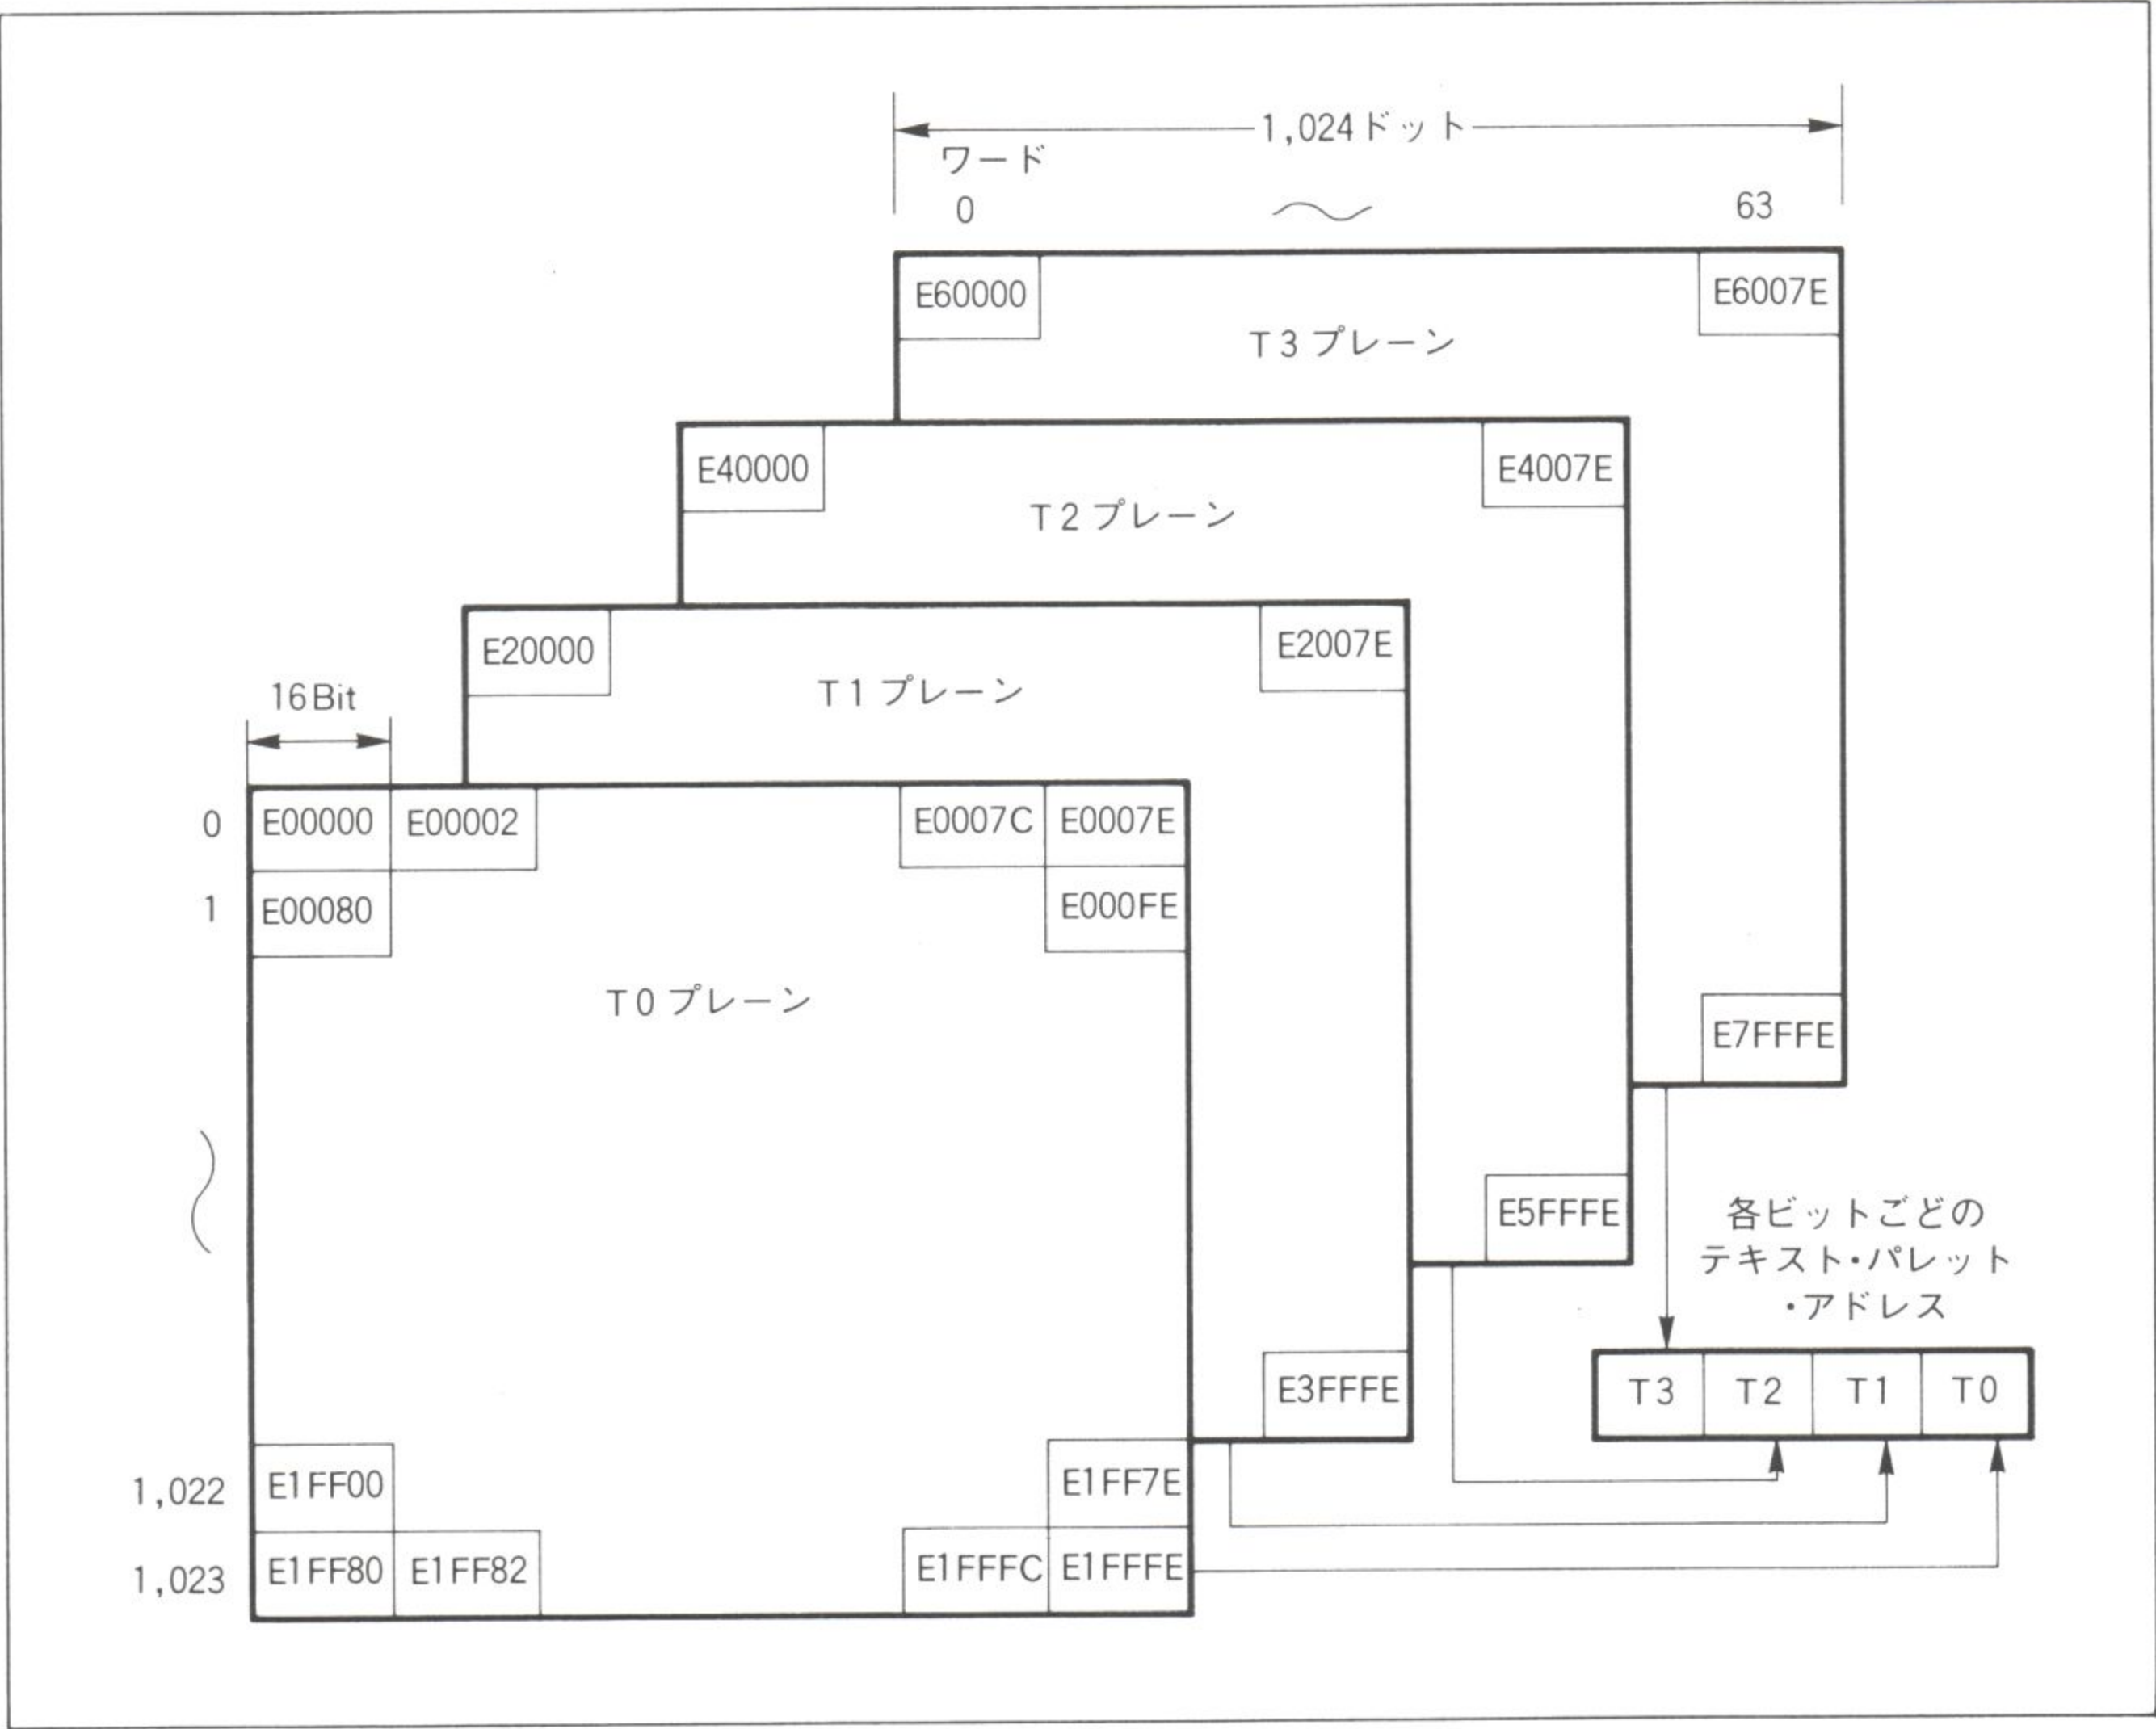 1,024ドット
ワード
0 63
E60000 E6007E
T3プレーン
E40000 E4007E
T2プレーン
E20000 E2007E
T1プレーン
16Bit
0 E00000 E00002 E0007C E0007E
1 E00080 E000FE
T0プレーン
E7FFFE
E5FFFE
各ビットごどの
テキスト・パレット
・アドレス
E3FFFE
T3 T2 T1 T0
1,022 E1FF00 E1FF7E
1,023 E1FF80 E1FF82 E1FFFC E1FFFE